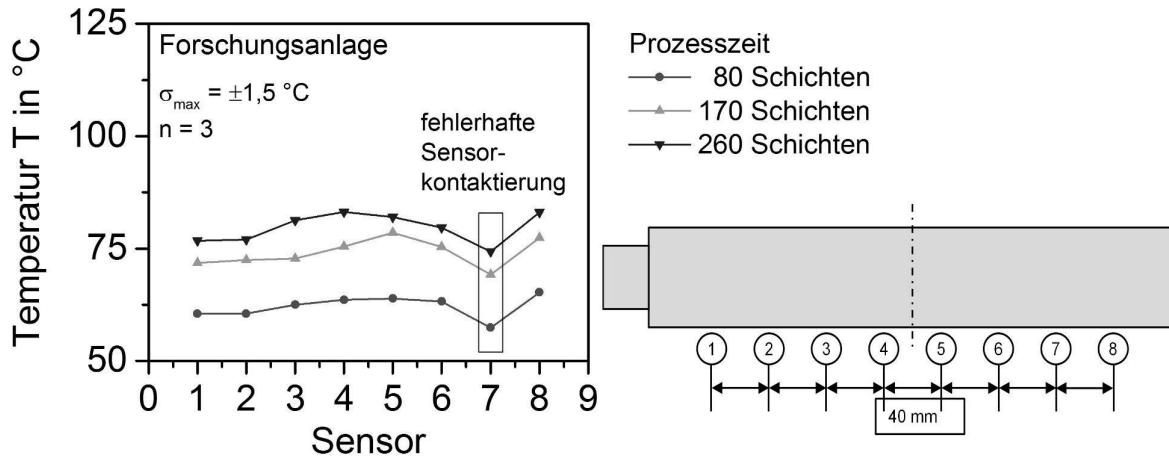 125
100
75
50
Temperatur T in °C
Forschungsanlage
σmax = ±1,5 °C
n = 3
fehlerhafte
Sensor-
kontaktierung
0 1 2 3 4 5 6 7 8 9
Sensor
Prozesszeit
80 Schichten
170 Schichten
260 Schichten
1 2 3 4 5 6 7 8
40 mm